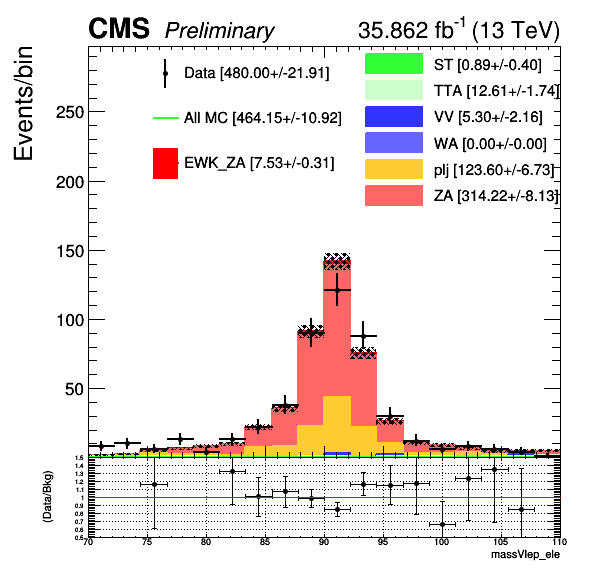 CMS Preliminary 35.862 fb⁻¹ (13 TeV)
Events/bin
Data [480.00+/-21.91]
All MC [464.15+/-10.92]
EWK_ZA [7.53+/-0.31]
ST [0.89+/-0.40]
TTA [12.61+/-1.74]
VV [5.30+/-2.16]
WA [0.00+/-0.00]
plj [123.60+/-6.73]
ZA [314.22+/-8.13]
250
200
150
100
50
(Data/Bkg)
1.5
1.4
1.3
1.2
1.1
1
0.9
0.8
0.7
0.6
0.5
70 75 80 85 90 95 100 105 110
massVlep_ele